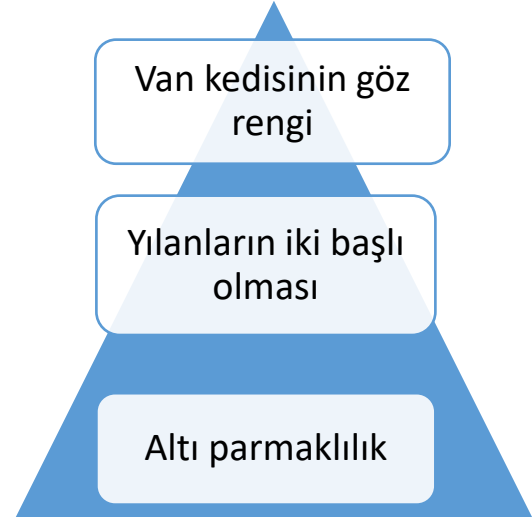 Van kedisinin göz
rengi
Yılanların iki başlı
olması
Altı parmaklılık